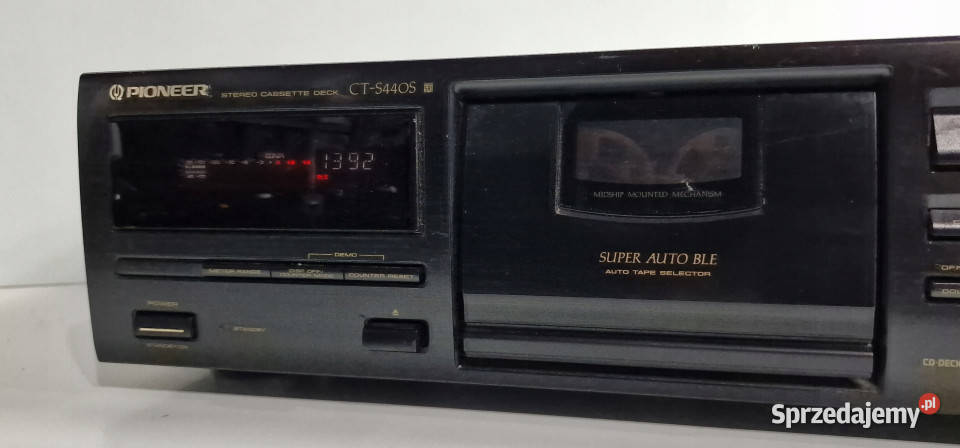 PIONEER STEREO CASSETTE DECK CT-S440S
1392
BLE
MIDSHIP MOUNTED MECHANISM
SUPER AUTO BLE
AUTO TAPE SELECTOR
DEMO
METER RANGE COUNTER RESET
POWER
STANDBY
CD-DECK
Sprzedajemy.pl